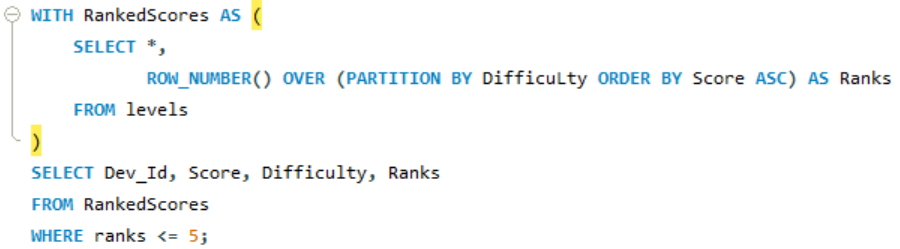 WITH RankedScores AS (
SELECT *,
ROW_NUMBER() OVER (PARTITION BY DifficuLty ORDER BY Score ASC) AS Ranks
FROM levels
)
SELECT Dev_Id, Score, Difficulty, Ranks
FROM RankedScores
WHERE ranks <= 5;